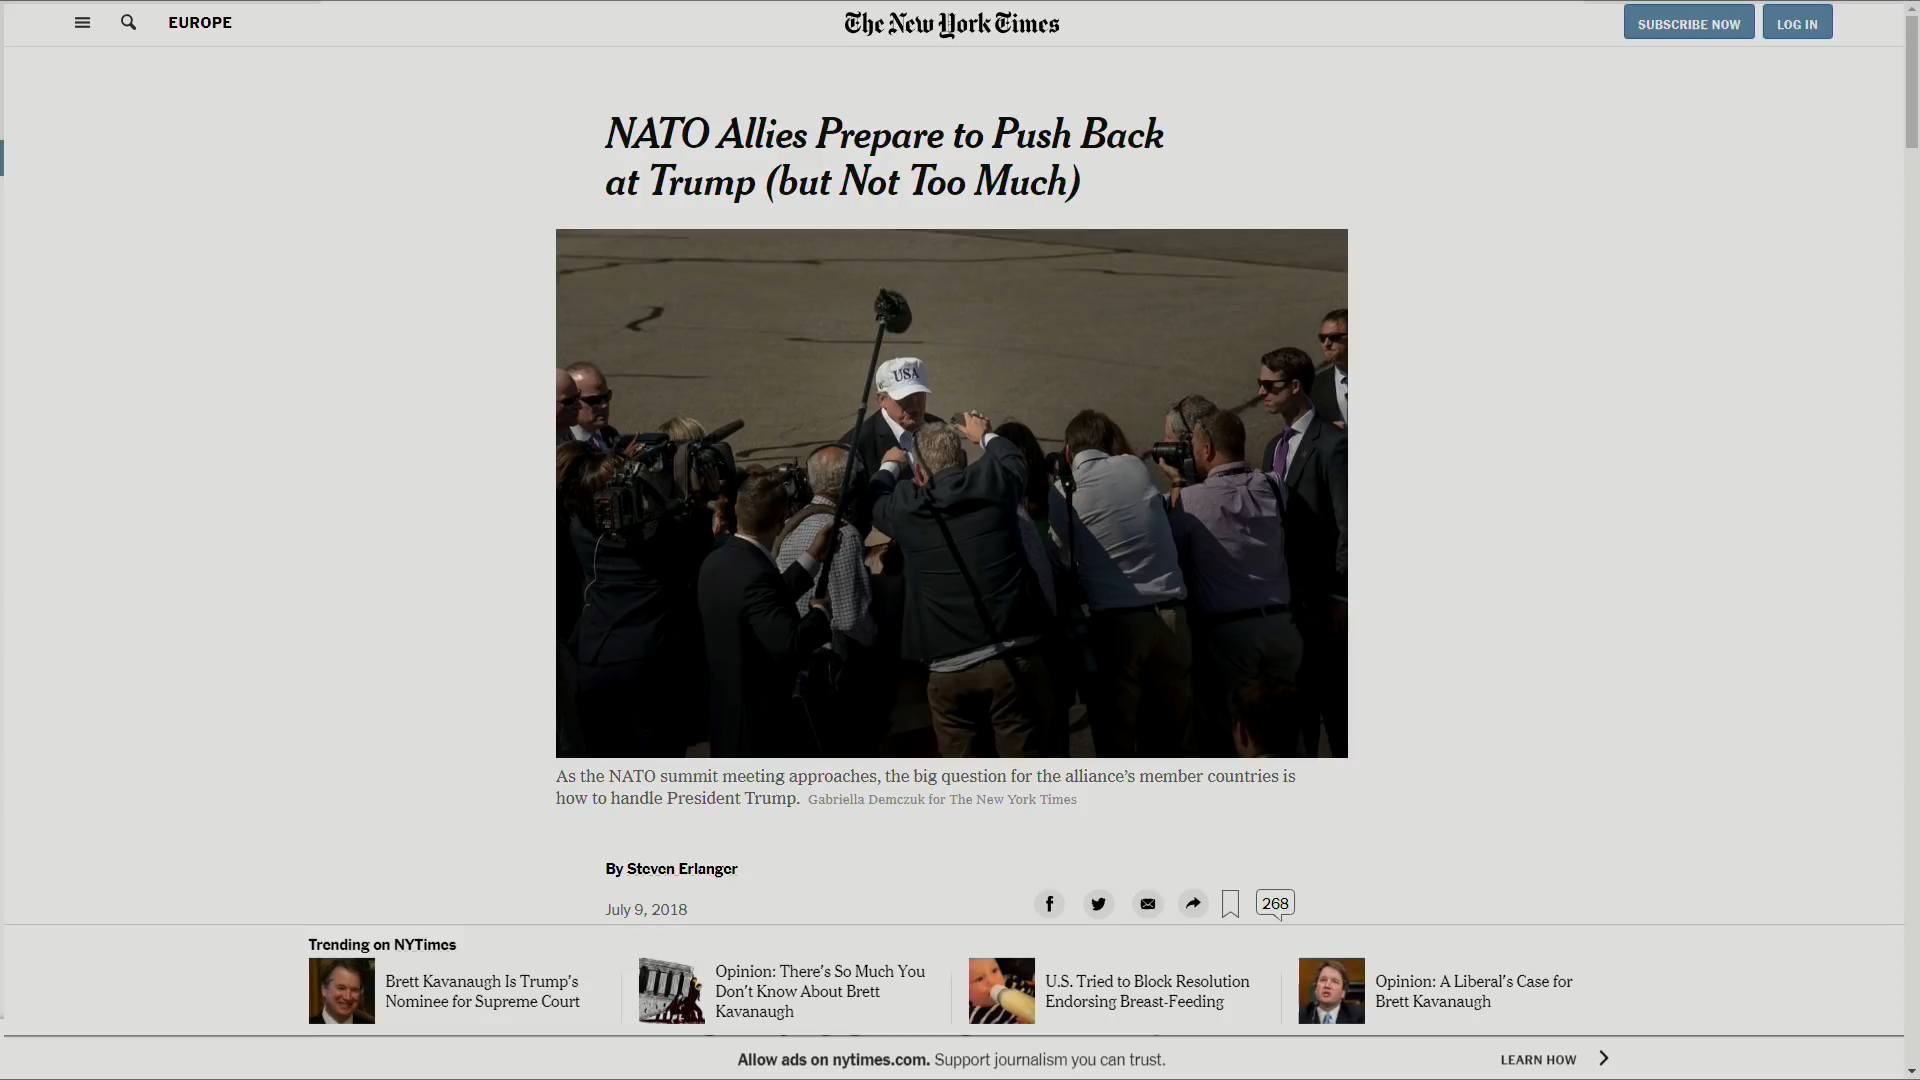 EUROPE
The New York Times
SUBSCRIBE NOW
LOG IN
NATO Allies Prepare to Push Back
at Trump (but Not Too Much)
USA
As the NATO summit meeting approaches, the big question for the alliance’s member countries is
how to handle President Trump. Gabriella Demczuk for The New York Times
By Steven Erlanger
July 9, 2018
268
Trending on NYTimes
Brett Kavanaugh Is Trump’s
Nominee for Supreme Court
Opinion: There’s So Much You
Don’t Know About Brett
Kavanaugh
U.S. Tried to Block Resolution
Endorsing Breast-Feeding
Opinion: A Liberal’s Case for
Brett Kavanaugh
Allow ads on nytimes.com. Support journalism you can trust.
LEARN HOW